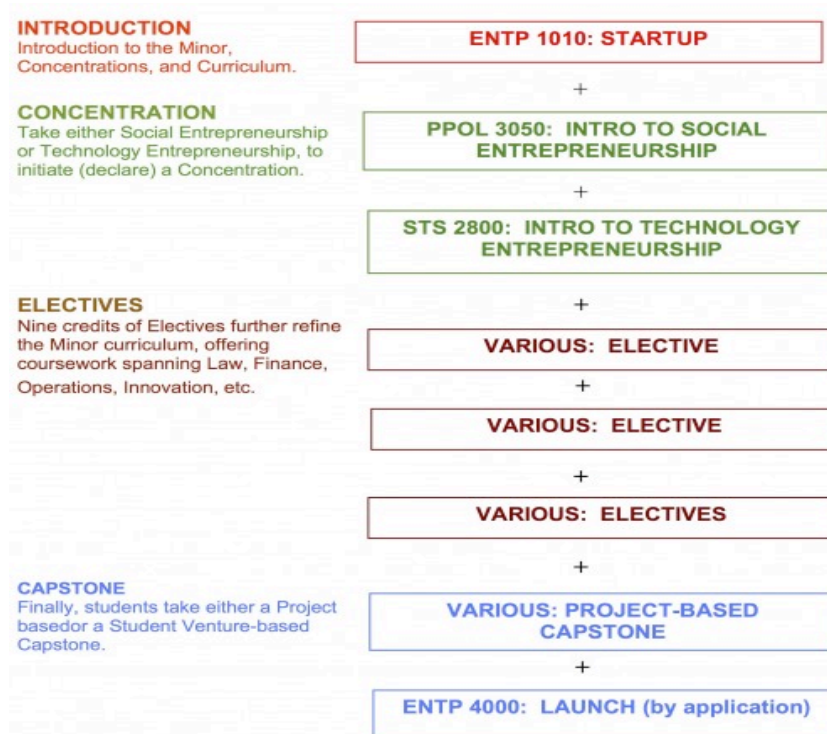 INTRODUCTION
Introduction to the Minor,
Concentrations, and Curriculum.
ENTP 1010: STARTUP
+
CONCENTRATION
Take either Social Entrepreneurship
or Technology Entrepreneurship, to
initiate (declare) a Concentration.
PPOL 3050: INTRO TO SOCIAL
ENTREPRENEURSHIP
+
STS 2800: INTRO TO TECHNOLOGY
ENTREPRENEURSHIP
+
ELECTIVES
Nine credits of Electives further refine
the Minor curriculum, offering
coursework spanning Law, Finance,
Operations, Innovation, etc.
VARIOUS: ELECTIVE
+
VARIOUS: ELECTIVE
+
VARIOUS: ELECTIVES
+
CAPSTONE
Finally, students take either a Project
basedor a Student Venture-based
Capstone.
VARIOUS: PROJECT-BASED
CAPSTONE
+
ENTP 4000: LAUNCH (by application)